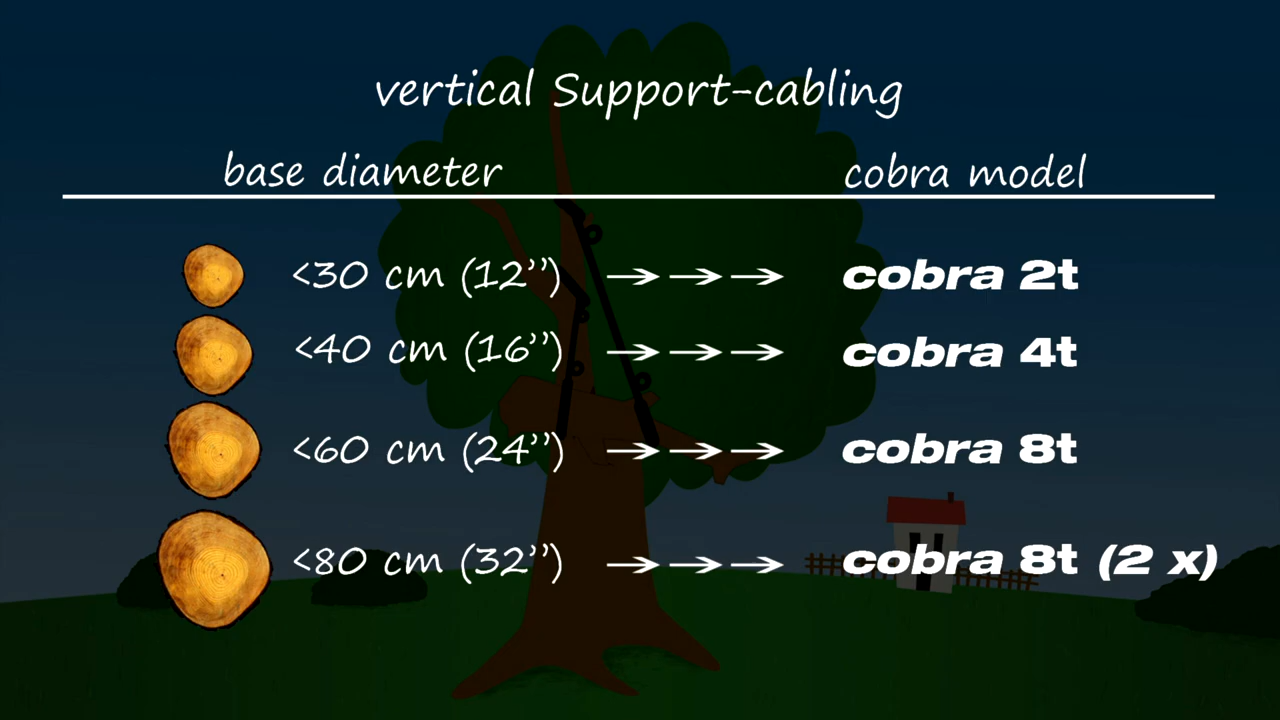 vertical Support-cabling
base diameter cobra model
<30 cm (12’’) →→→ cobra 2t
<40 cm (16’’) →→→ cobra 4t
<60 cm (24’’) →→→ cobra 8t
<80 cm (32’’) →→→ cobra 8t (2 x)